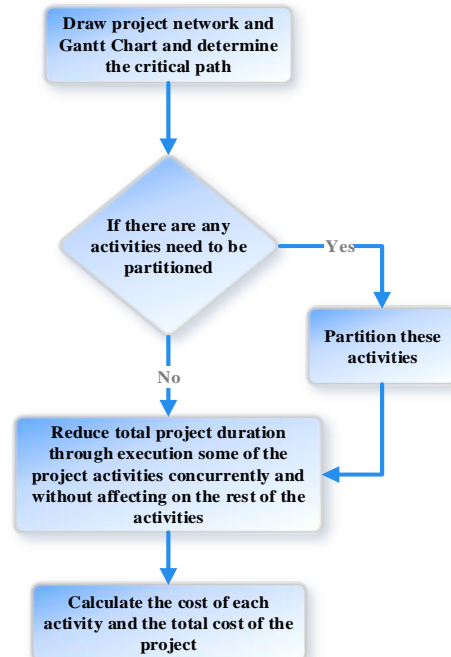 Draw project network and
Gantt Chart and determine
the critical path
If there are any
activities need to be
partitioned
Yes
Partition these
activities
No
Reduce total project duration
through execution some of the
project activities concurrently and
without affecting on the rest of the
activities
Calculate the cost of each
activity and the total cost of the
project